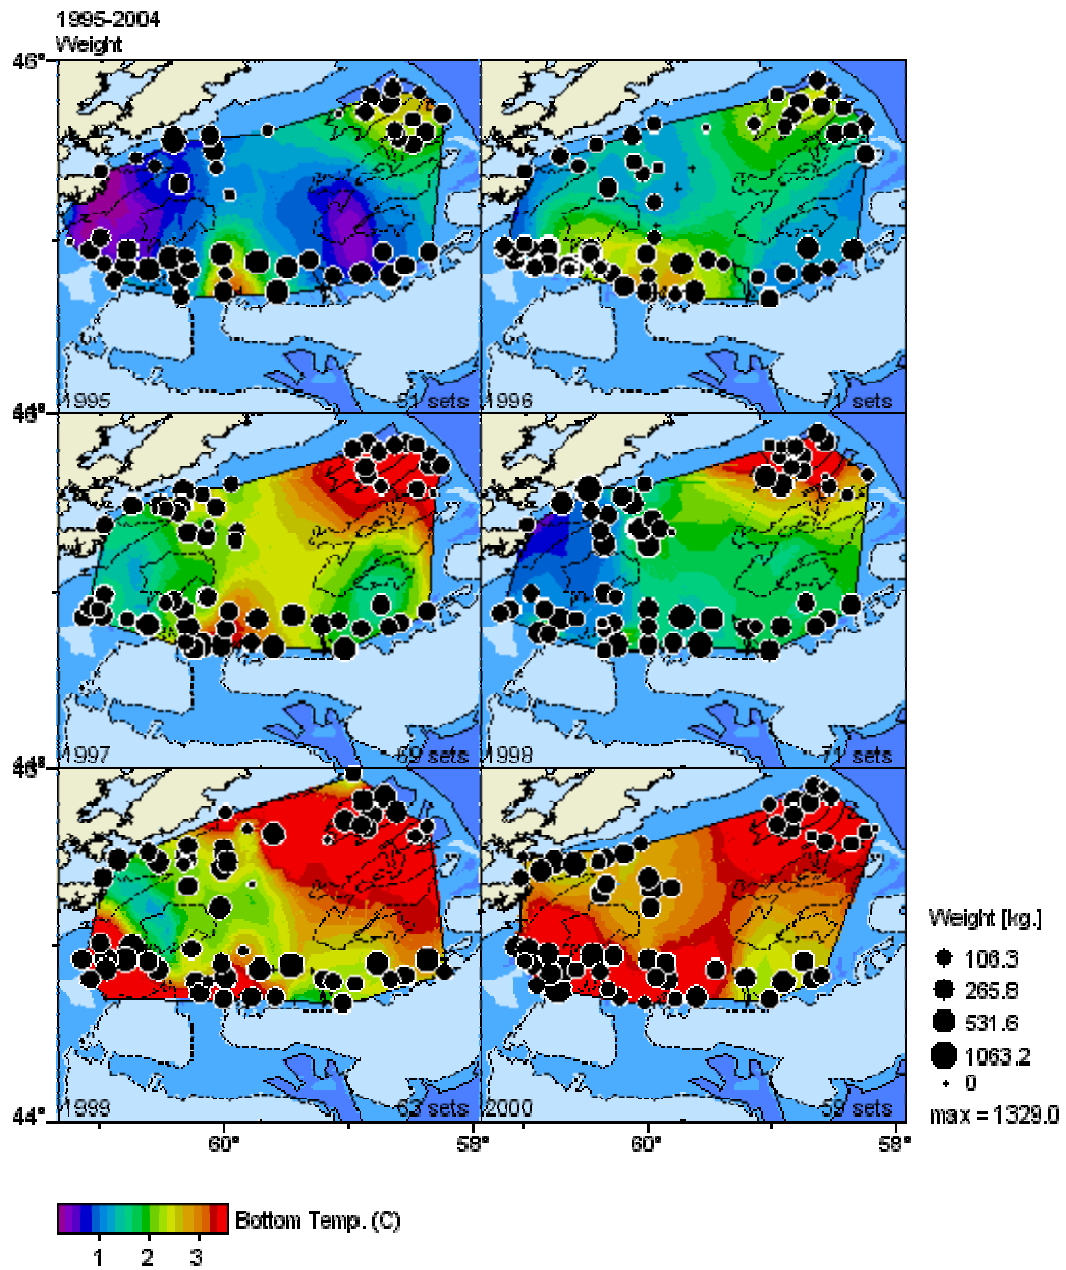 1995-2004
Weight
46°
1995
51 sets
1996
71 sets
1997
59 sets
1998
71 sets
1999
63 sets
2000
59 sets
44°
60°
58°
60°
58°
Weight [kg.]
106.3
265.8
531.6
1063.2
0
max = 1329.0
Bottom Temp. (C)
1
2
3